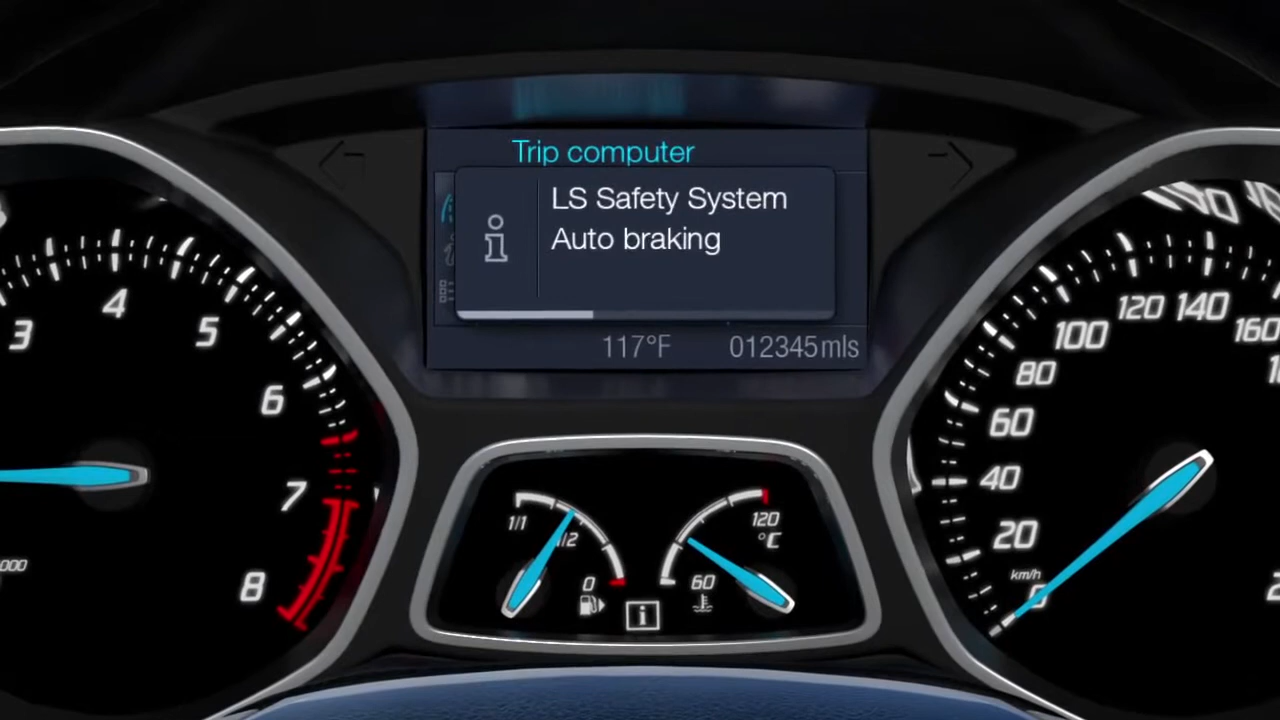 Trip computer
LS Safety System
Auto braking
117°F
012345mls
3
4
5
6
7
8
000
1/1
1/2
0
120
°C
60
i
0
20
40
60
80
100
120 140
160
km/h